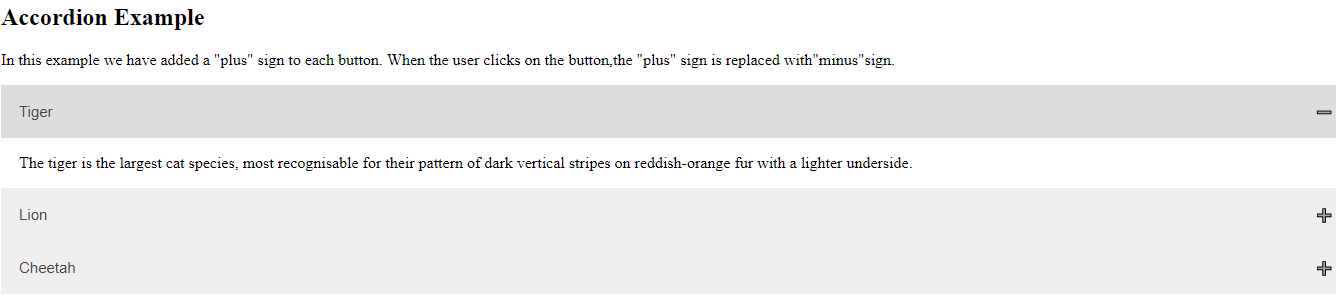 Accordion Example
In this example we have added a "plus" sign to each button. When the user clicks on the button,the "plus" sign is replaced with"minus"sign.
Tiger
The tiger is the largest cat species, most recognisable for their pattern of dark vertical stripes on reddish-orange fur with a lighter underside.
Lion
Cheetah